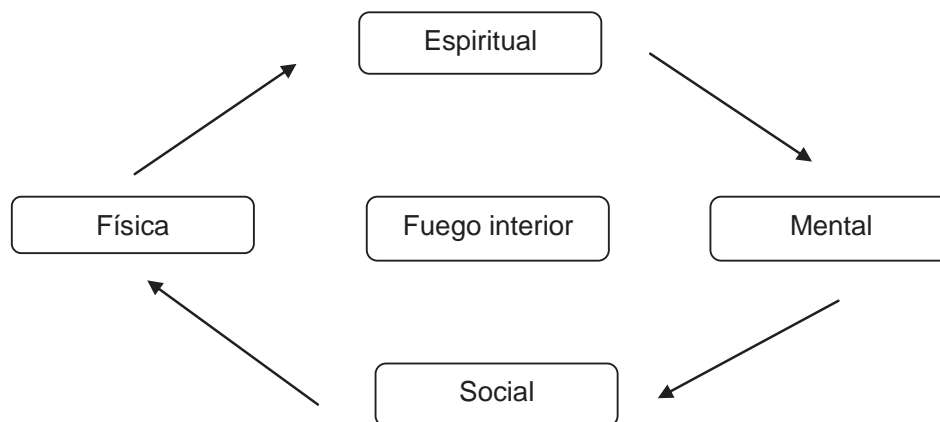 Espiritual
Física
Fuego interior
Mental
Social